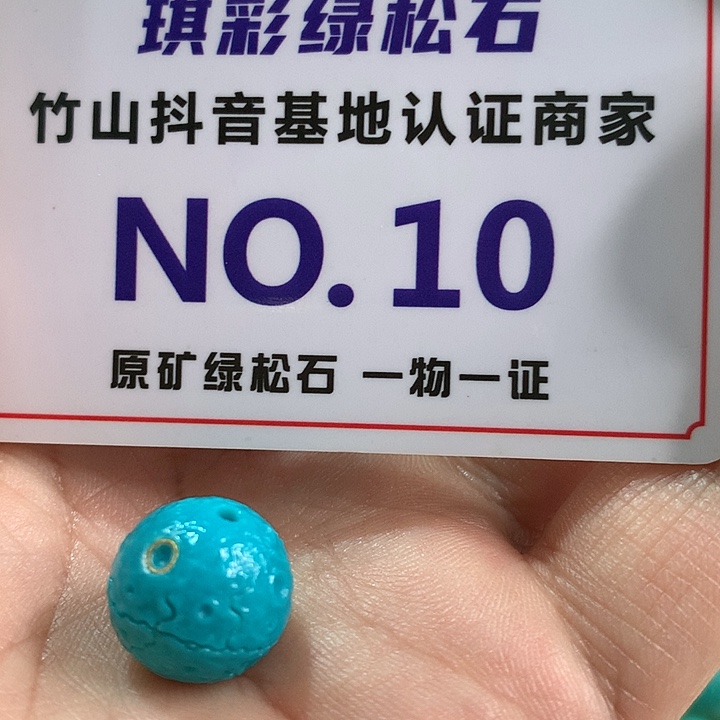 琪彩绿松石
竹山抖音基地认证商家
NO.10
原矿绿松石 一物一证